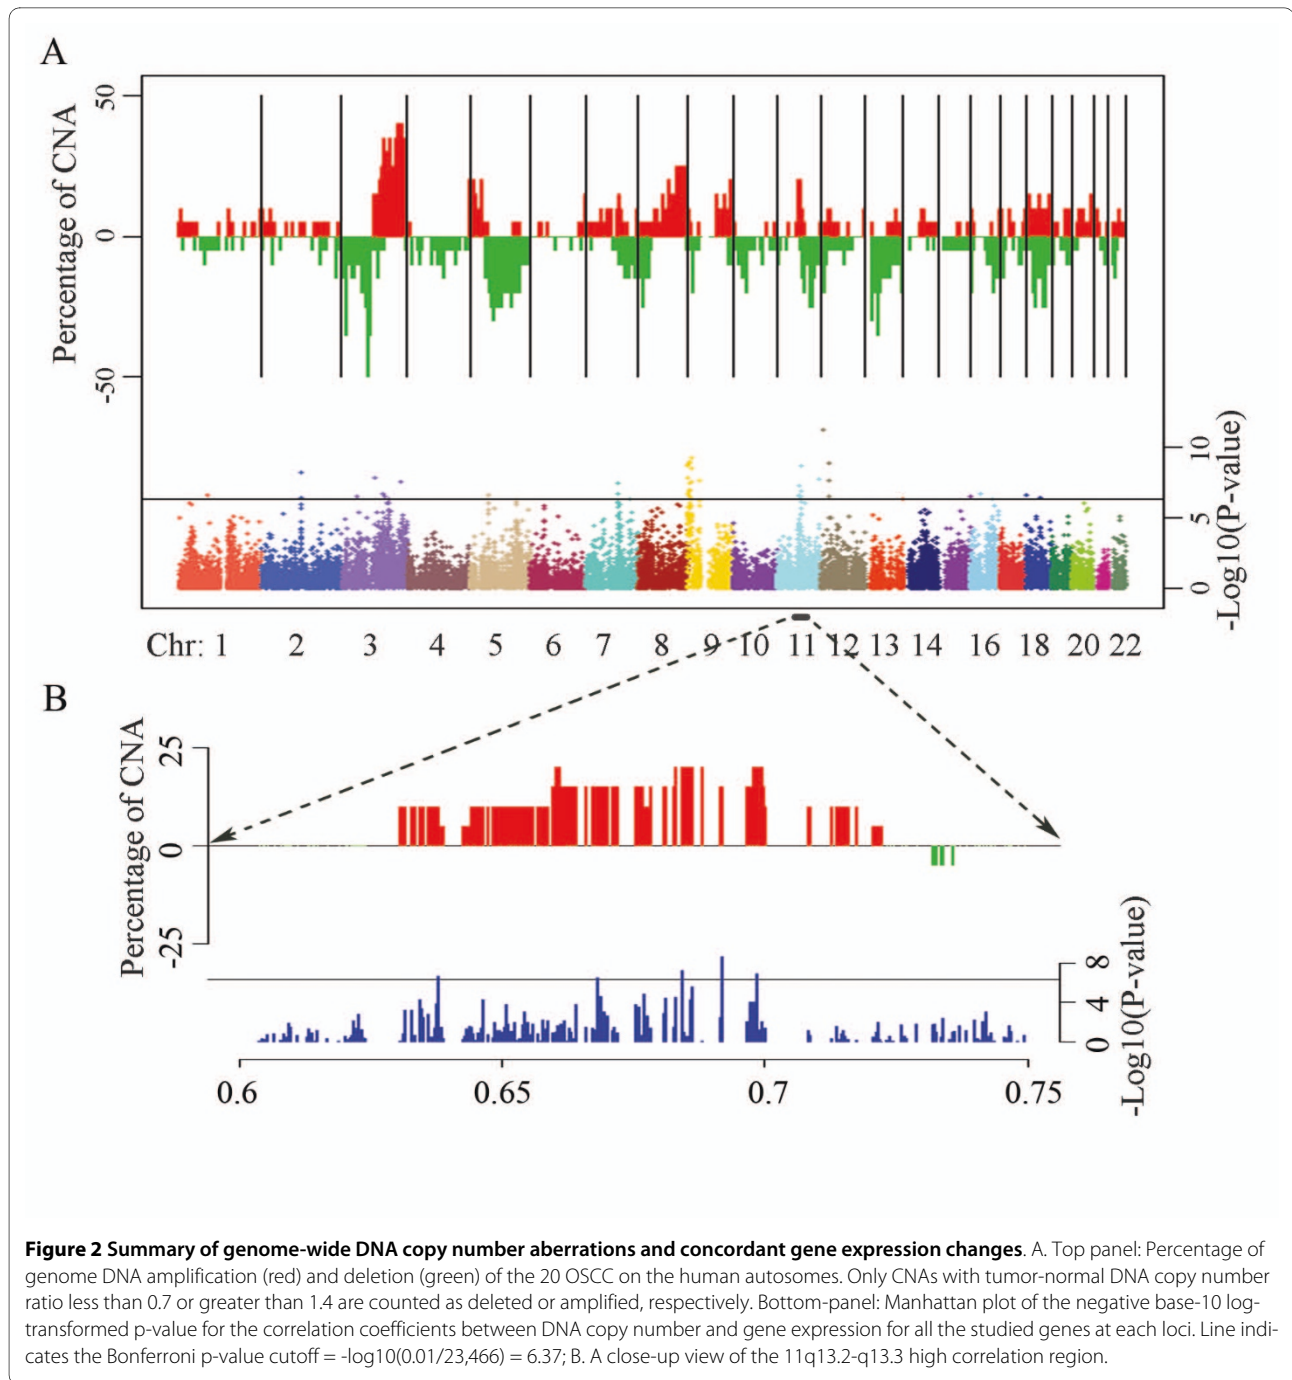 A
Percentage of CNA
50
0
-50
10
5
0
-Log10(P-value)
Chr: 1 2 3 4 5 6 7 8 9 10 11 12 13 14 16 18 20 22
B
Percentage of CNA
25
0
-25
8
4
0
-Log10(P-value)
0.6 0.65 0.7 0.75
Figure 2 Summary of genome-wide DNA copy number aberrations and concordant gene expression changes. A. Top panel: Percentage of
genome DNA amplification (red) and deletion (green) of the 20 OSCC on the human autosomes. Only CNAs with tumor-normal DNA copy number
ratio less than 0.7 or greater than 1.4 are counted as deleted or amplified, respectively. Bottom-panel: Manhattan plot of the negative base-10 log-
transformed p-value for the correlation coefficients between DNA copy number and gene expression for all the studied genes at each loci. Line indi-
cates the Bonferroni p-value cutoff = -log10(0.01/23,466) = 6.37; B. A close-up view of the 11q13.2-q13.3 high correlation region.